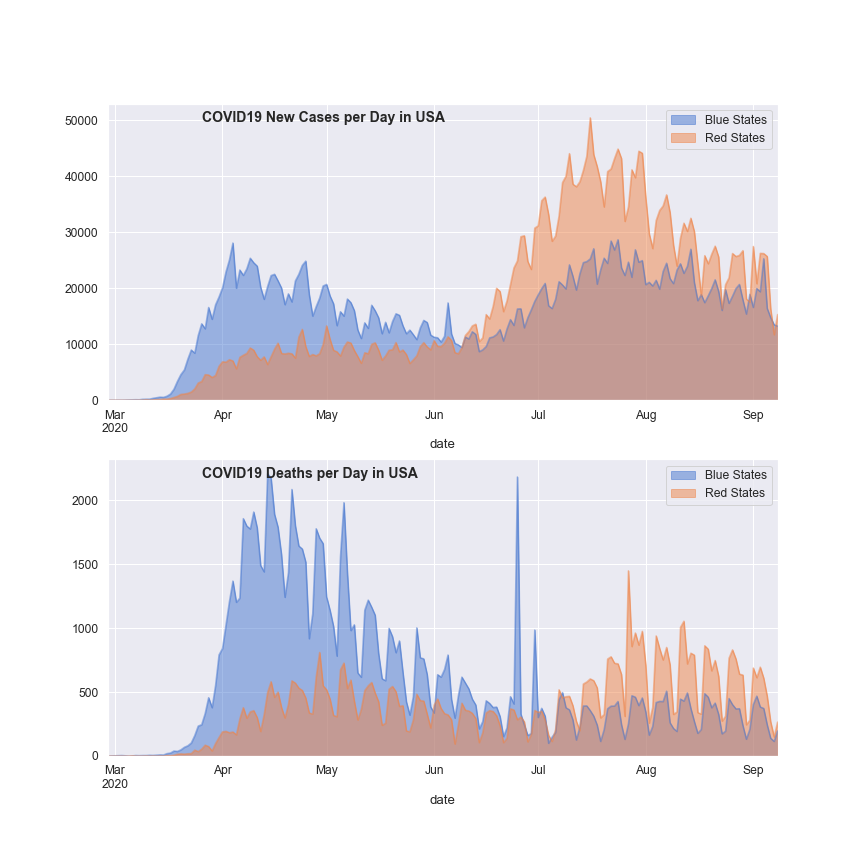 COVID19 New Cases per Day in USA
Blue States
Red States
50000
40000
30000
20000
10000
0
Mar Apr May Jun Jul Aug Sep
2020
date
COVID19 Deaths per Day in USA
Blue States
Red States
2000
1500
1000
500
0
Mar Apr May Jun Jul Aug Sep
2020
date